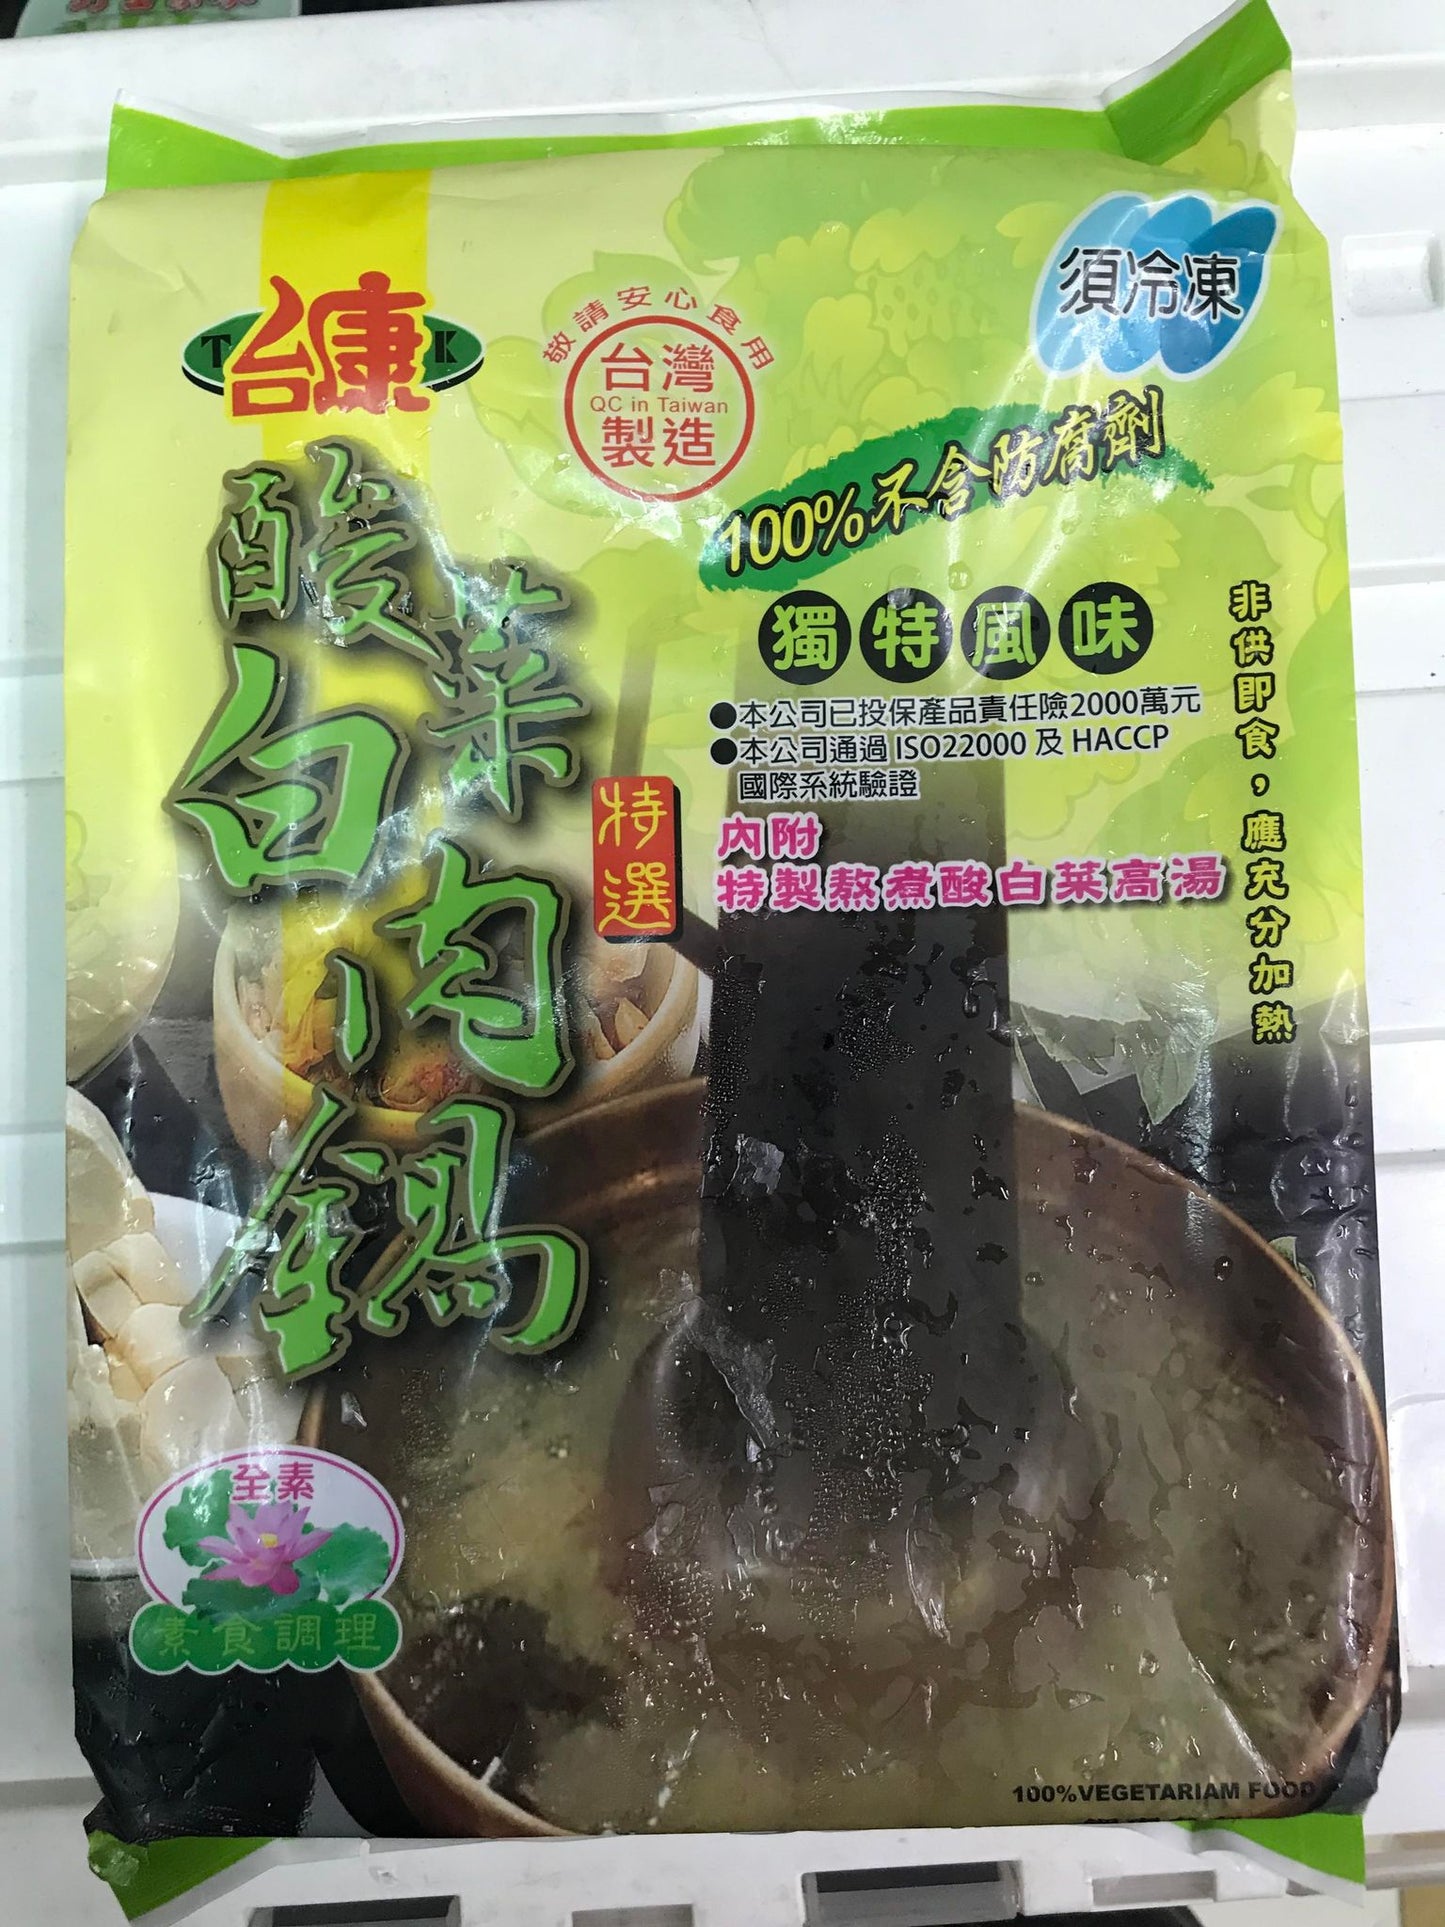 須冷凍
T 台康 K
敬請安心食用
台灣
QC in Taiwan
製造
100%不含防腐劑
酸菜白肉鍋
特選
獨特風味
●本公司已投保產品責任險2000萬元
●本公司通過 ISO22000 及 HACCP
國際系統驗證
內附
特製熬煮酸白菜高湯
非供即食，應充分加熱
全素
素食調理
100%VEGETARIAM FOOD